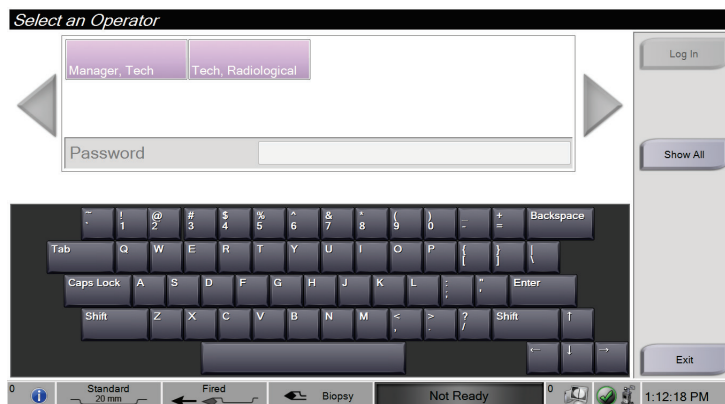 Select an Operator
Manager, Tech Tech, Radiological
Log In
Password
Show All
~ ! @ # $ % ^ & * ( ) _ + Backspace
` 1 2 3 4 5 6 7 8 9 0 - =
Tab Q W E R T Y U I O P { } |
[ ] \
Caps Lock A S D F G H J K L : " Enter
; '
Shift Z X C V B N M < > ? Shift ↑
, . /
← ↓ →
Exit
0 i Standard Fired Biopsy Not Ready 0 1:12:18 PM
20 mm